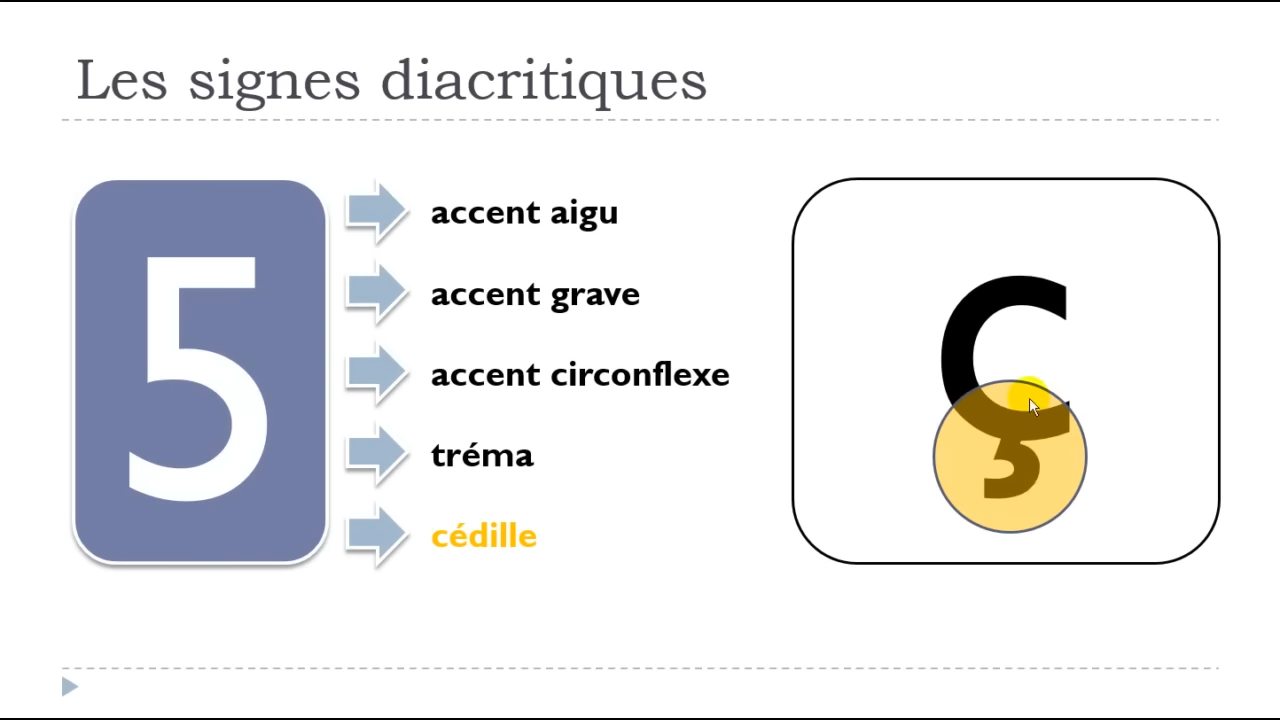 Les signes diacritiques
5
accent aigu
accent grave
accent circonflexe
tréma
cédille
ç